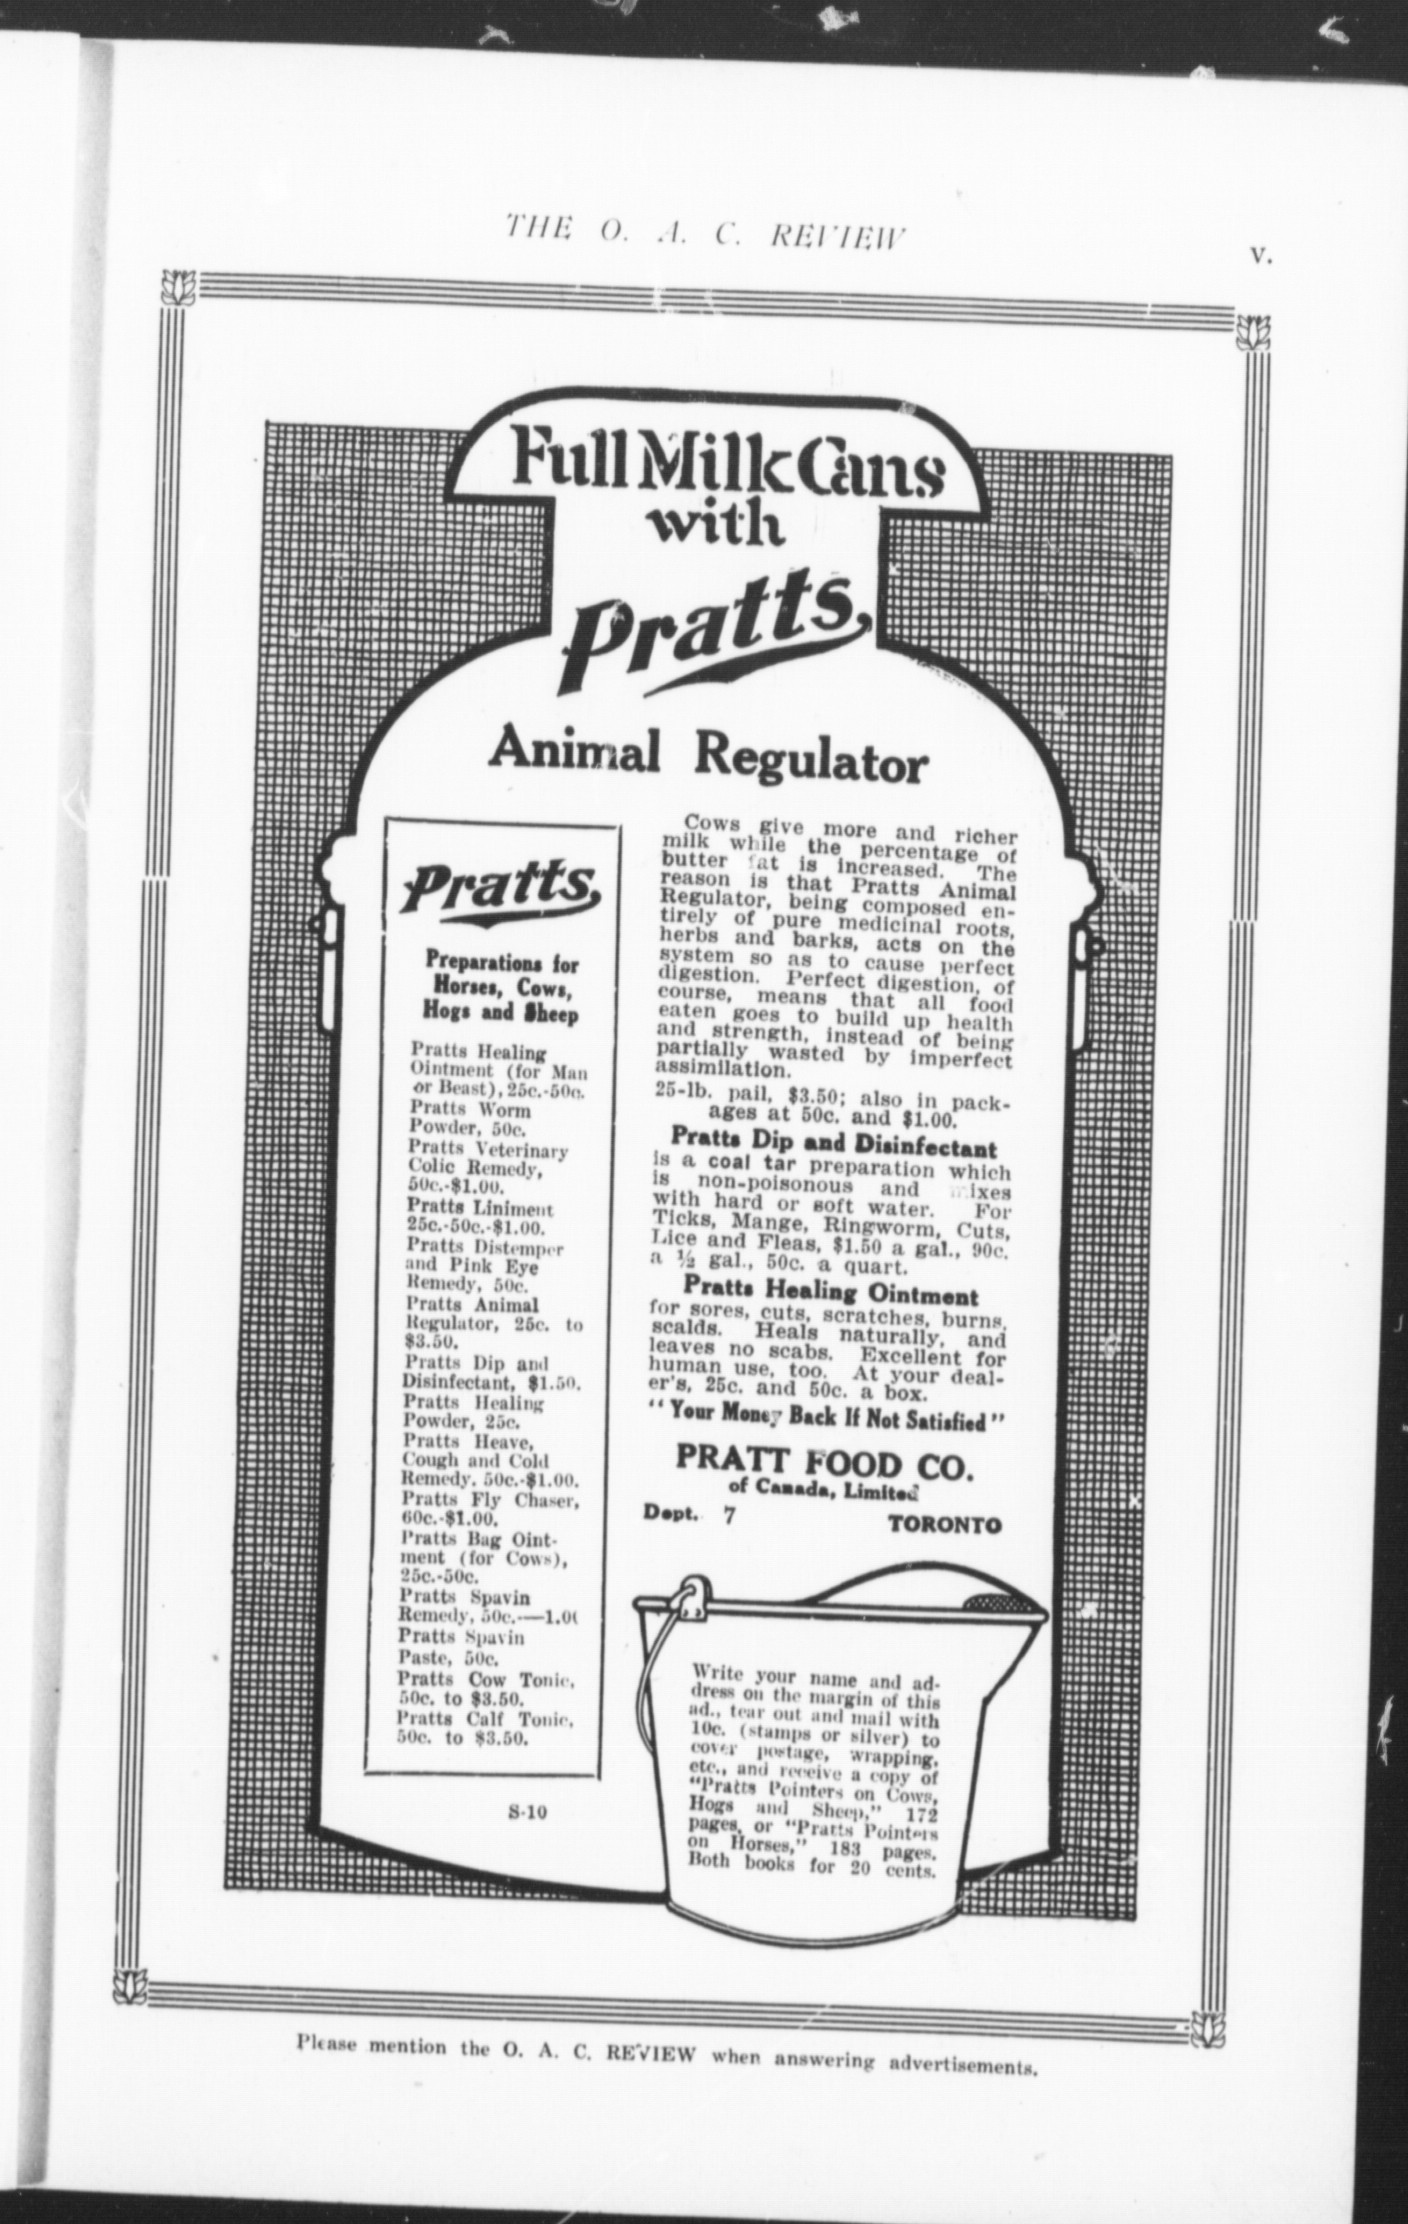 THE O. A. C. REVIEW
V.
Full Milk Cans
with
Pratts,
Animal Regulator
Pratts,
Preparations for
Horses, Cows,
Hogs and Sheep
Pratts Healing
Ointment (for Man
or Beast), 25c.-50c.
Pratts Worm
Powder, 50c.
Pratts Veterinary
Colic Remedy,
50c.-$1.00.
Pratts Liniment
25c.-50c.-$1.00.
Pratts Distemper
and Pink Eye
Remedy, 50c.
Pratts Animal
Regulator, 25c. to
$3.50.
Pratts Dip and
Disinfectant, $1.50.
Pratts Healing
Powder, 25c.
Pratts Heave,
Cough and Cold
Remedy, 50c.-$1.00.
Pratts Fly Chaser,
60c.-$1.00.
Pratts Bag Oint-
ment (for Cows),
25c.-50c.
Pratts Spavin
Remedy, 50c.—1.00
Pratts Spavin
Paste, 50c.
Pratts Cow Tonic,
50c. to $3.50.
Pratts Calf Tonic,
50c. to $3.50.
S-10
Cows give more and richer
milk while the percentage of
butter fat is increased. The
reason is that Pratts Animal
Regulator, being composed en-
tirely of pure medicinal roots,
herbs and barks, acts on the
system so as to cause perfect
digestion. Perfect digestion, of
course, means that all food
eaten goes to build up health
and strength, instead of being
partially wasted by imperfect
assimilation.
25-lb. pail, $3.50; also in pack-
ages at 50c. and $1.00.
Pratts Dip and Disinfectant
is a coal tar preparation which
is non-poisonous and mixes
with hard or soft water. For
Ticks, Mange, Ringworm, Cuts,
Lice and Fleas, $1.50 a gal., 90c.
a ½ gal., 50c. a quart.
Pratts Healing Ointment
for sores, cuts, scratches, burns,
scalds. Heals naturally, and
leaves no scabs. Excellent for
human use, too. At your deal-
er's, 25c. and 50c. a box.
"Your Money Back If Not Satisfied"
PRATT FOOD CO.
of Canada, Limited
Dept. 7 TORONTO
Write your name and ad-
dress on the margin of this
ad., tear out and mail with
10c. (stamps or silver) to
cover postage, wrapping,
etc., and receive a copy of
"Pratts Pointers on Cows,
Hogs and Sheep," 172
pages, or "Pratts Pointers
on Horses," 183 pages.
Both books for 20 cents.
Please mention the O. A. C. REVIEW when answering advertisements.